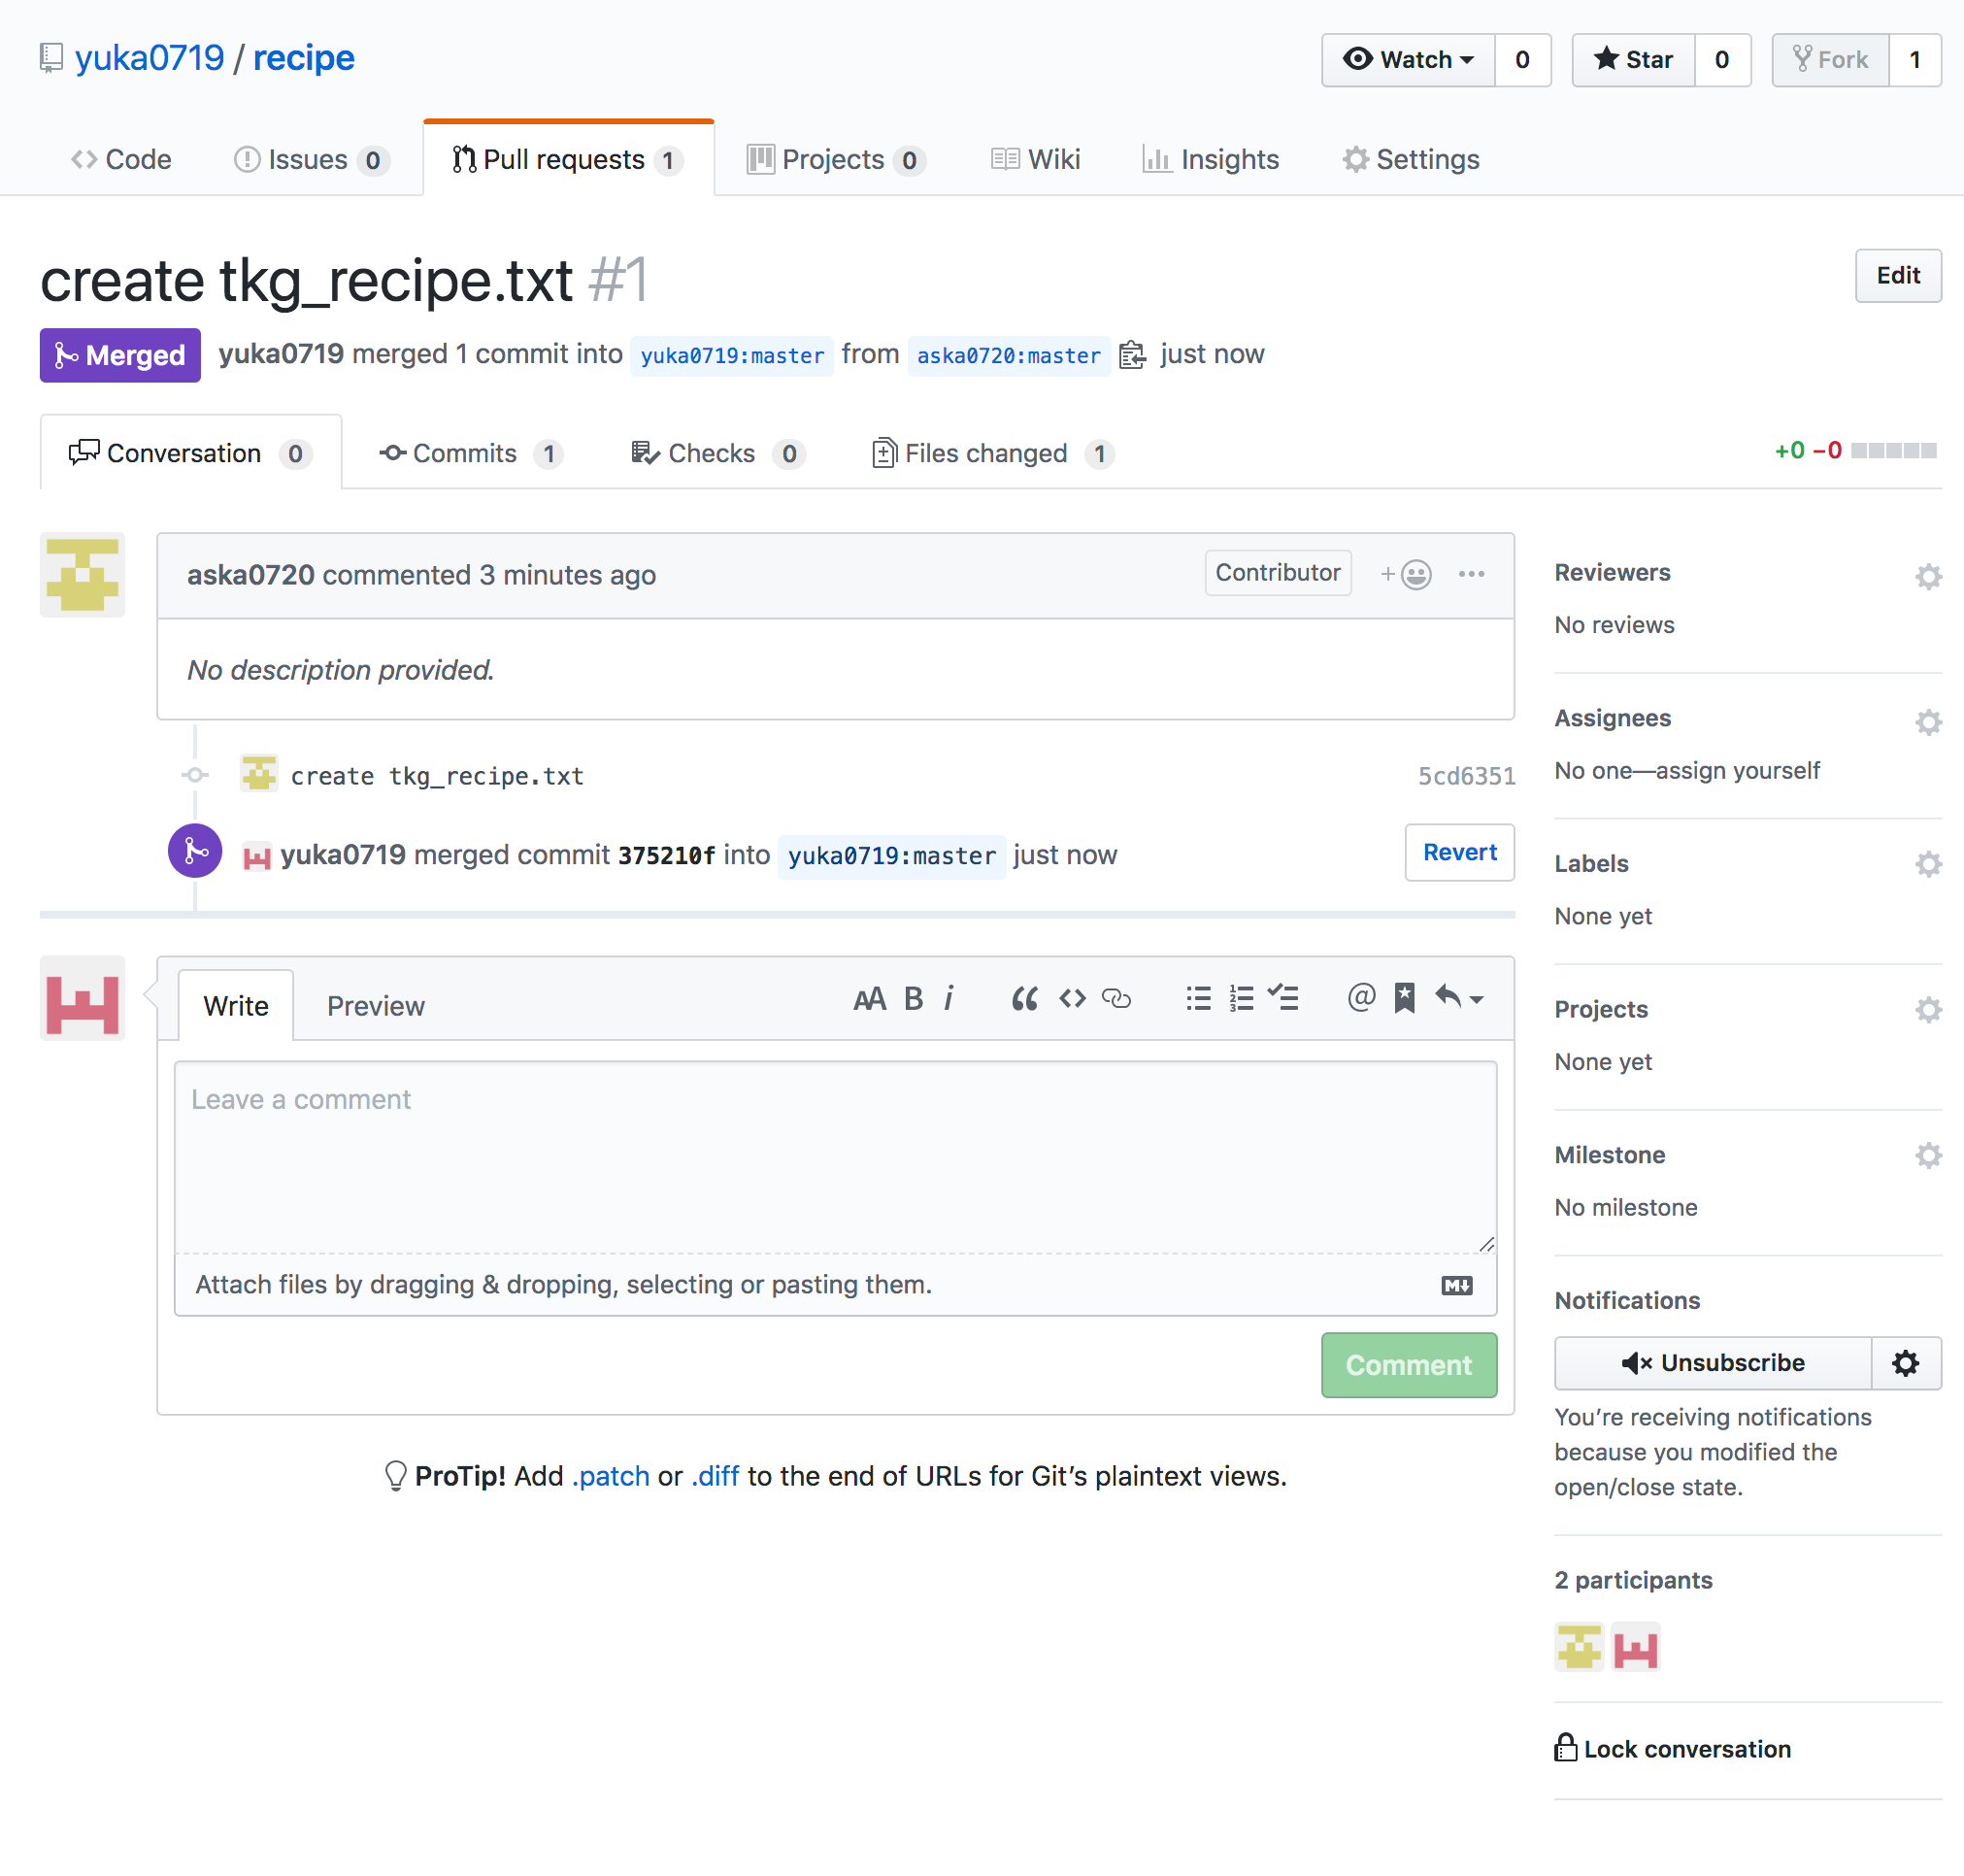 yuka0719 / recipe
Watch 0 Star 0 Fork 1
Code Issues 0 Pull requests 1 Projects 0 Wiki Insights Settings
create tkg_recipe.txt #1
Edit
Merged yuka0719 merged 1 commit into yuka0719:master from aska0720:master just now
Conversation 0 Commits 1 Checks 0 Files changed 1
+0 −0
aska0720 commented 3 minutes ago
Contributor
No description provided.
create tkg_recipe.txt
5cd6351
yuka0719 merged commit 375210f into yuka0719:master just now
Revert
Write Preview
Leave a comment
Attach files by dragging & dropping, selecting or pasting them.
Comment
ProTip! Add .patch or .diff to the end of URLs for Git’s plaintext views.
Reviewers
No reviews
Assignees
No one—assign yourself
Labels
None yet
Projects
None yet
Milestone
No milestone
Notifications
Unsubscribe
You’re receiving notifications
because you modified the
open/close state.
2 participants
Lock conversation